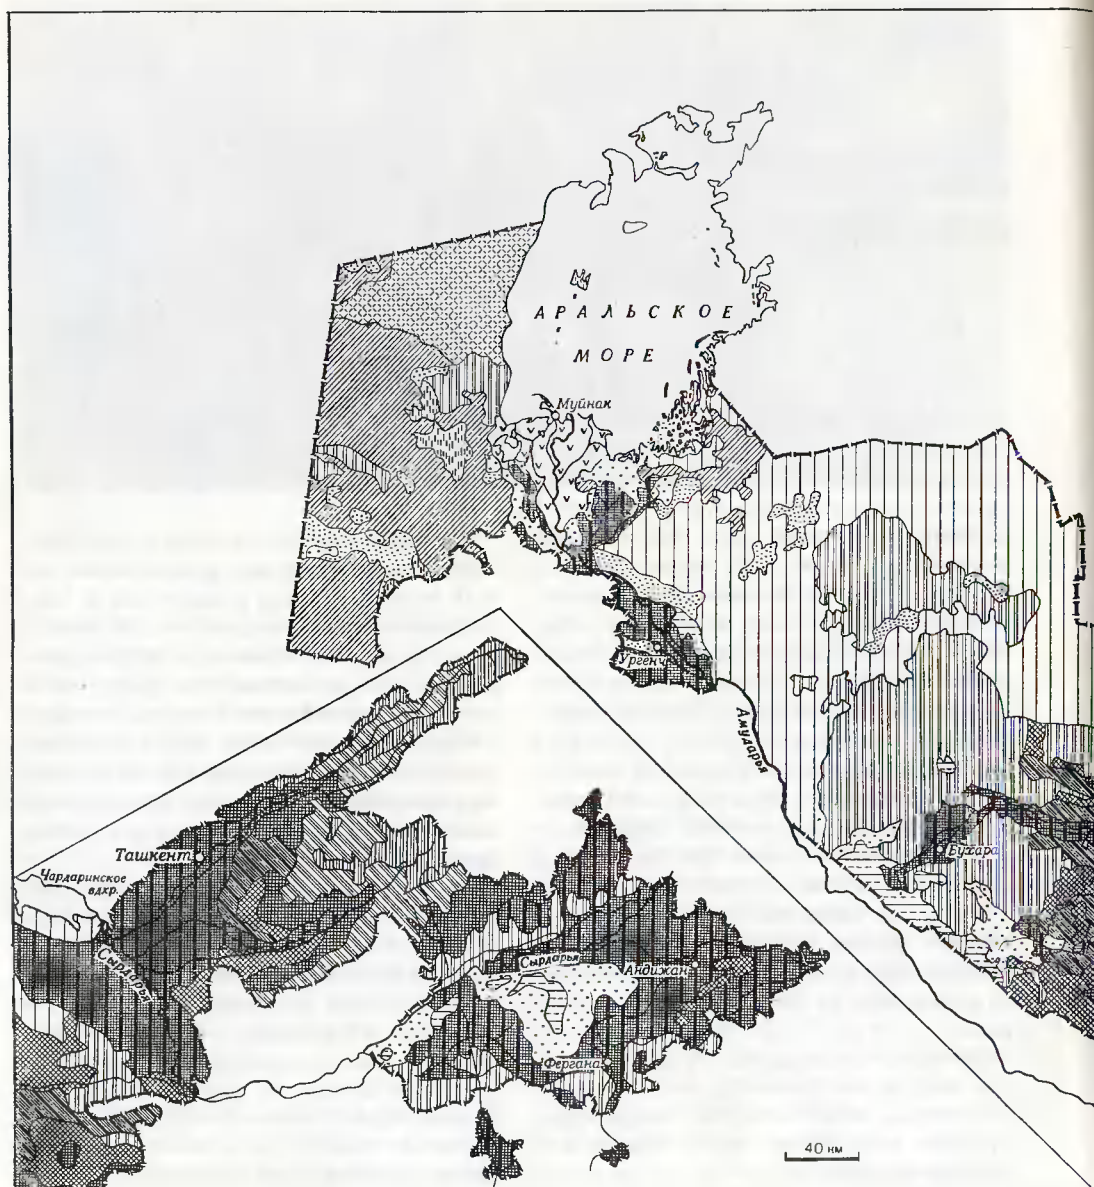 АРАЛЬСКОЕ
МОРЕ
Муйнак
Ургенч
Амударья
Ташкент
Чардаринское
вдхр.
Бухара
Сырдарья
Сырдарья
Андижан
Фергана
40 км